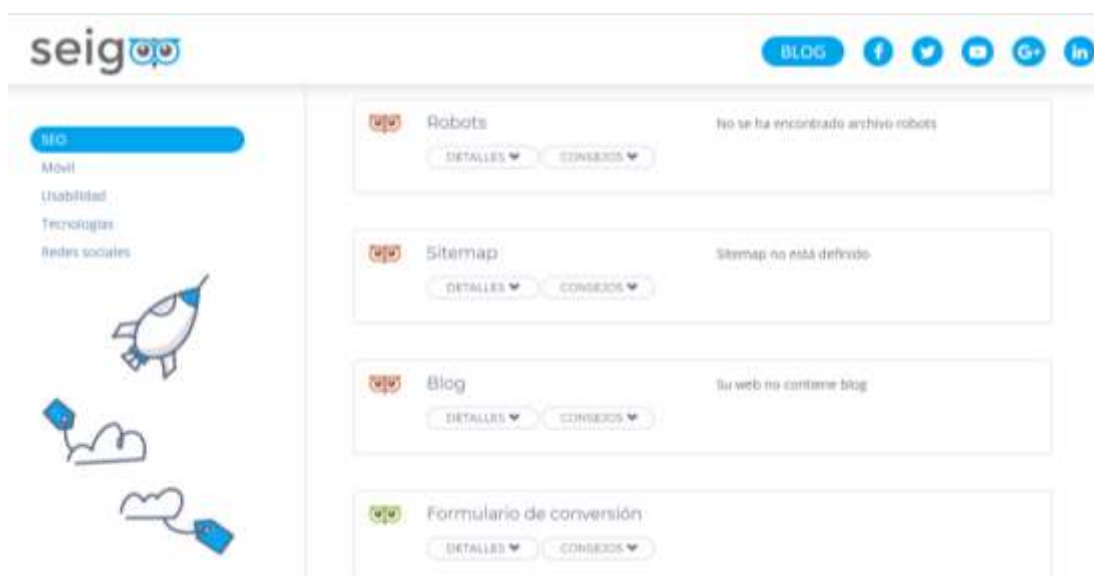 seigoo
BLOG
SEO
Móvil
Usabilidad
Tecnologías
Redes sociales
Robots
No se ha encontrado archivo robots
DETALLES CONSEJOS
Sitemap
Sitemap no está definido
DETALLES CONSEJOS
Blog
Su web no contiene blog
DETALLES CONSEJOS
Formulario de conversión
DETALLES CONSEJOS